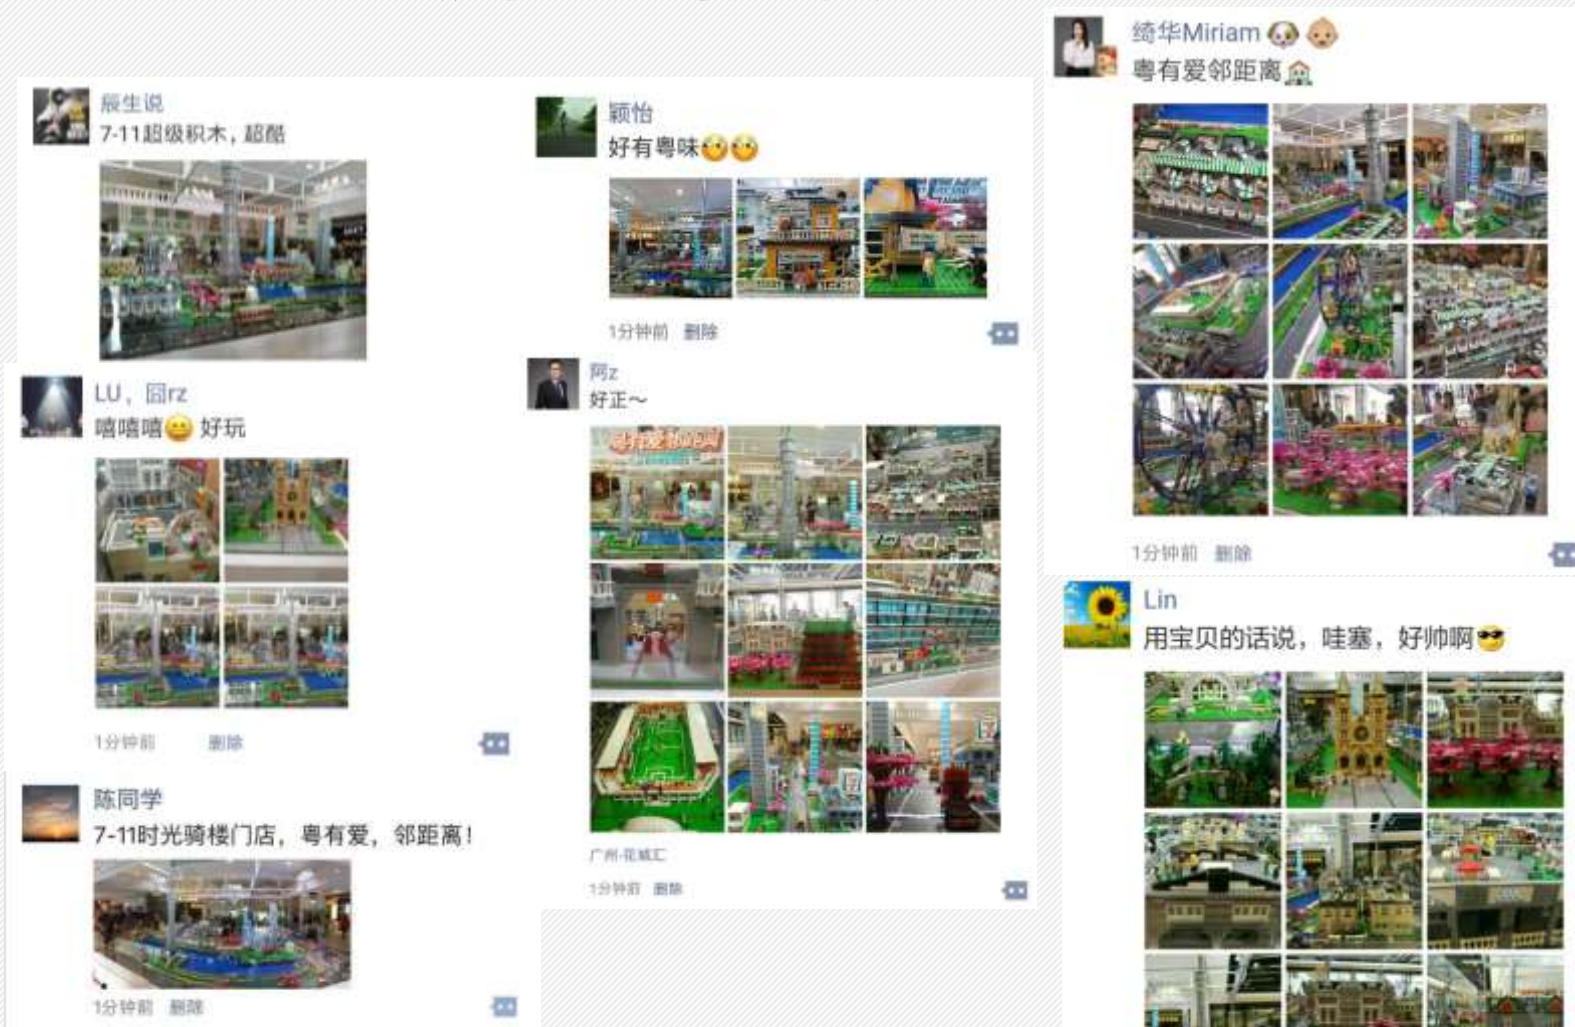 辰生说
7-11超级积木，超酷
LU，囧rz
嘻嘻嘻😄 好玩
1分钟前 删除
陈同学
7-11时光骑楼门店，粤有爱，邻距离！
1分钟前 删除
颖怡
好有粤味
1分钟前 删除
阿z
好正～
广州·花城汇
1分钟前 删除
绮华Miriam 🐶 👶
粤有爱邻距离🏠
1分钟前 删除
Lin
用宝贝的话说，哇塞，好帅啊😎